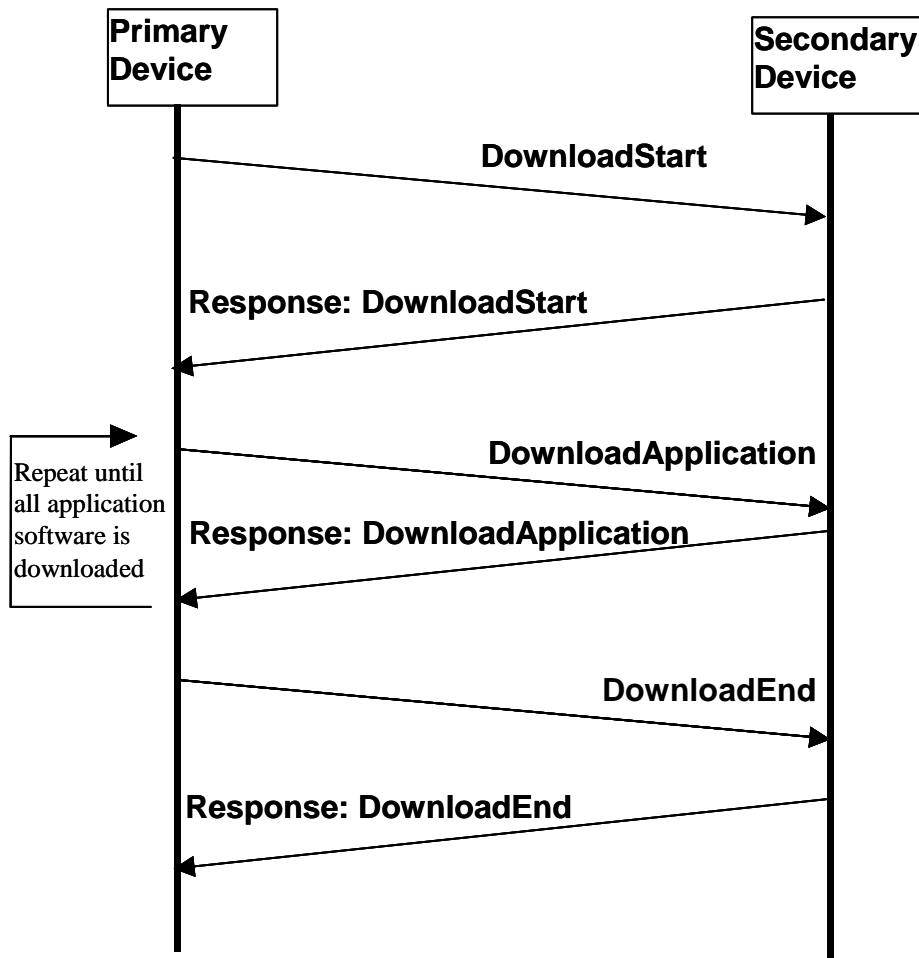 Primary
Device
Secondary
Device
DownloadStart
Response: DownloadStart
DownloadApplication
Repeat until
all application
software is
downloaded
Response: DownloadApplication
DownloadEnd
Response: DownloadEnd